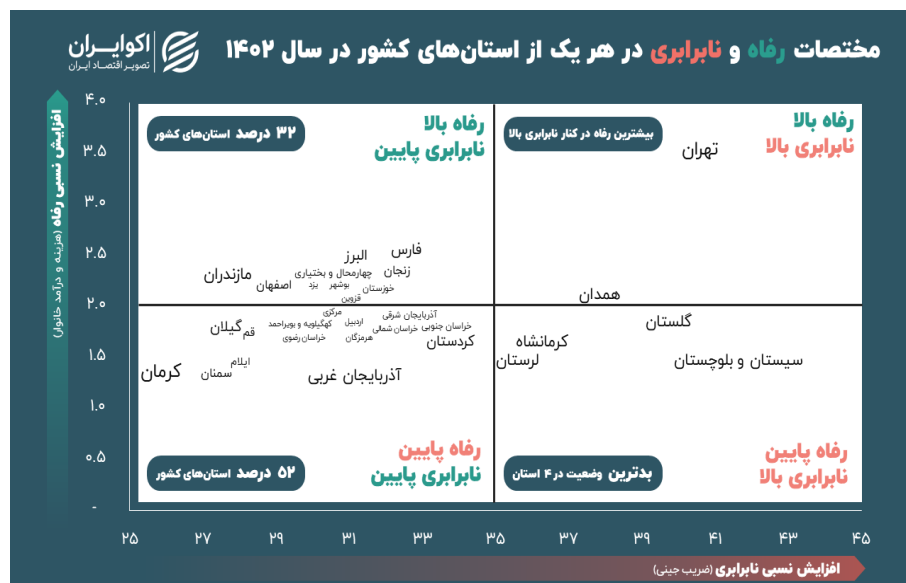 مختصات رفاه و نابرابری در هر یک از استان‌های کشور در سال ۱۴۰۲
اکوایران
تصویر اقتصاد ایران
افزایش نسبی رفاه (هزینه و درآمد خانوار)
۴.۰
۳.۵
۳.۰
۲.۵
۲.۰
۱.۵
۱.۰
۰.۵
۰
رفاه بالا
نابرابری بالا
بیشترین رفاه در کنار نابرابری بالا
تهران
همدان
رفاه بالا
نابرابری پایین
۳۲ درصد استان‌های کشور
فارس
البرز
زنجان
چهارمحال و بختیاری
مازندران
اصفهان
یزد
بوشهر
خوزستان
قزوین
گلستان
کرمانشاه
لرستان
سیستان و بلوچستان
رفاه پایین
نابرابری بالا
بدترین وضعیت در ۴ استان
مرکزی
آذربایجان شرقی
اردبیل
کهگیلویه و بویراحمد
خراسان جنوبی
خراسان شمالی
گیلان
قم
خراسان رضوی
هرمزگان
کردستان
ایلام
سمنان
کرمان
آذربایجان غربی
رفاه پایین
نابرابری پایین
۵۲ درصد استان‌های کشور
۲۵ ۲۷ ۲۹ ۳۱ ۳۳ ۳۵ ۳۷ ۳۹ ۴۱ ۴۳ ۴۵
افزایش نسبی نابرابری (ضریب جینی)